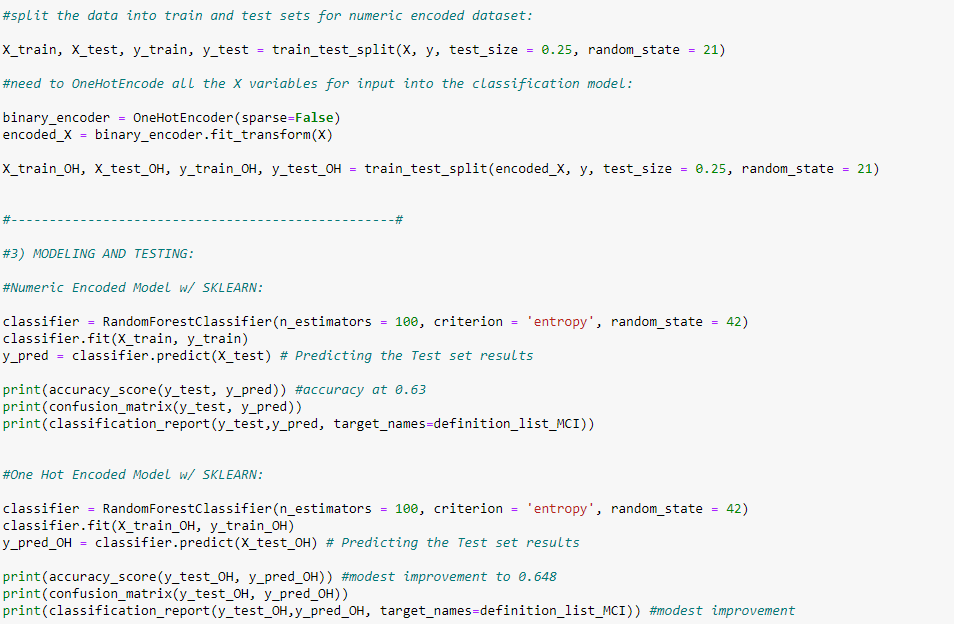 #split the data into train and test sets for numeric encoded dataset:
X_train, X_test, y_train, y_test = train_test_split(X, y, test_size = 0.25, random_state = 21)
#need to OneHotEncode all the X variables for input into the classification model:
binary_encoder = OneHotEncoder(sparse=False)
encoded_X = binary_encoder.fit_transform(X)
X_train_OH, X_test_OH, y_train_OH, y_test_OH = train_test_split(encoded_X, y, test_size = 0.25, random_state = 21)
#--------------------------------------------------#
#3) MODELING AND TESTING:
#Numeric Encoded Model w/ SKLEARN:
classifier = RandomForestClassifier(n_estimators = 100, criterion = 'entropy', random_state = 42)
classifier.fit(X_train, y_train)
y_pred = classifier.predict(X_test) # Predicting the Test set results
print(accuracy_score(y_test, y_pred)) #accuracy at 0.63
print(confusion_matrix(y_test, y_pred))
print(classification_report(y_test,y_pred, target_names=definition_list_MCI))
#One Hot Encoded Model w/ SKLEARN:
classifier = RandomForestClassifier(n_estimators = 100, criterion = 'entropy', random_state = 42)
classifier.fit(X_train_OH, y_train_OH)
y_pred_OH = classifier.predict(X_test_OH) # Predicting the Test set results
print(accuracy_score(y_test_OH, y_pred_OH)) #modest improvement to 0.648
print(confusion_matrix(y_test_OH, y_pred_OH))
print(classification_report(y_test_OH,y_pred_OH, target_names=definition_list_MCI)) #modest improvement